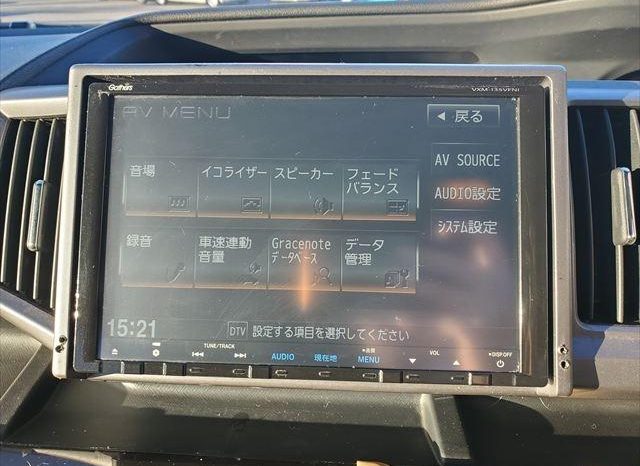 Gathers
VXM-155VFNi
AV MENU
戻る
音場
イコライザー
スピーカー
フェード
バランス
AV SOURCE
AUDIO設定
システム設定
録音
車速連動
音量
Gracenote
データベース
データ
管理
15:21
DTV 設定する項目を選択してください
TUNE/TRACK
AUDIO
現在地
MENU
VOL
DISP.OFF